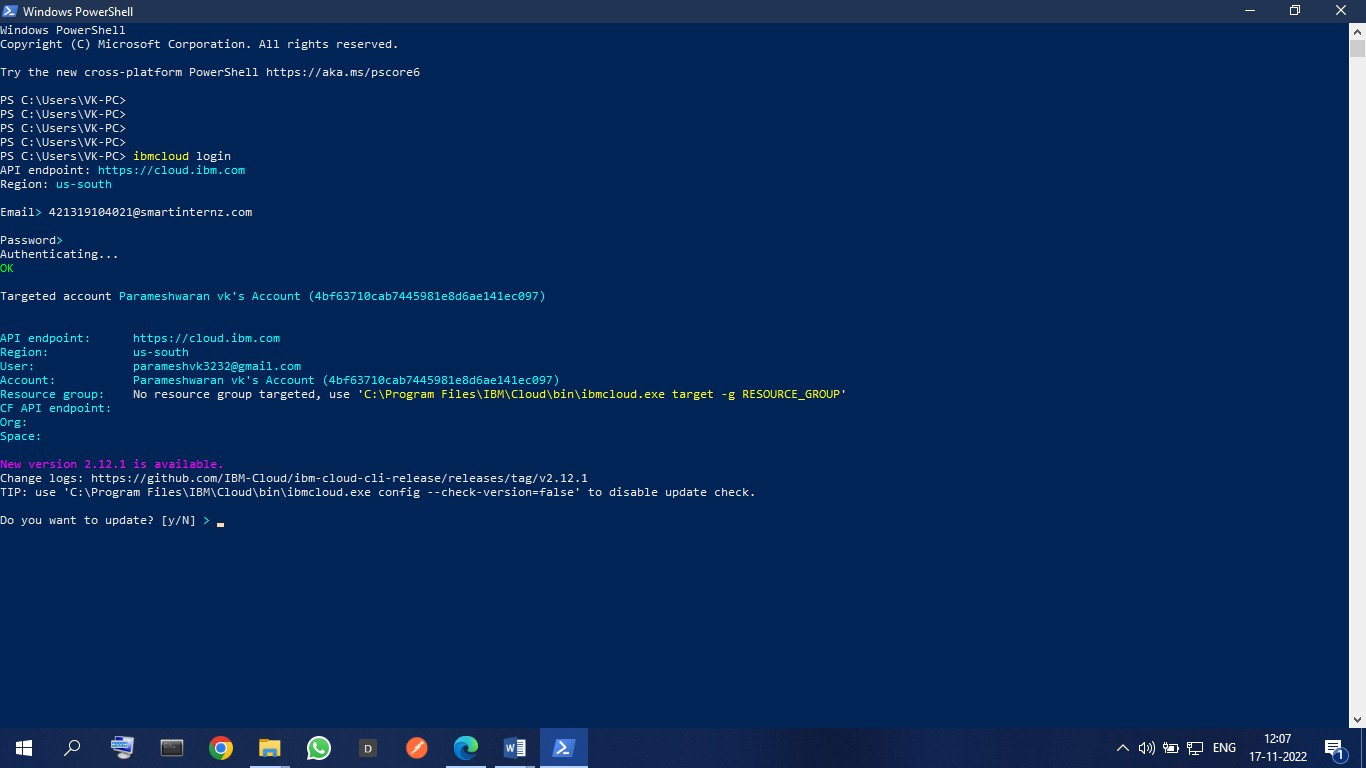 Windows PowerShell
Windows PowerShell
Copyright (C) Microsoft Corporation. All rights reserved.
Try the new cross-platform PowerShell https://aka.ms/pscore6
PS C:\Users\VK-PC>
PS C:\Users\VK-PC>
PS C:\Users\VK-PC>
PS C:\Users\VK-PC>
PS C:\Users\VK-PC> ibmcloud login
API endpoint: https://cloud.ibm.com
Region: us-south
Email> 421319104021@smartinternz.com
Password>
Authenticating...
OK
Targeted account Parameshwaran vk's Account (4bf63710cab7445981e8d6ae141ec097)
API endpoint: https://cloud.ibm.com
Region: us-south
User: parameshvk3232@gmail.com
Account: Parameshwaran vk's Account (4bf63710cab7445981e8d6ae141ec097)
Resource group: No resource group targeted, use 'C:\Program Files\IBM\Cloud\bin\ibmcloud.exe target -g RESOURCE_GROUP'
CF API endpoint:
Org:
Space:
New version 2.12.1 is available.
Change logs: https://github.com/IBM-Cloud/ibm-cloud-cli-release/releases/tag/v2.12.1
TIP: use 'C:\Program Files\IBM\Cloud\bin\ibmcloud.exe config --check-version=false' to disable update check.
Do you want to update? [y/N] >
D
W
ENG
12:07
17-11-2022
1